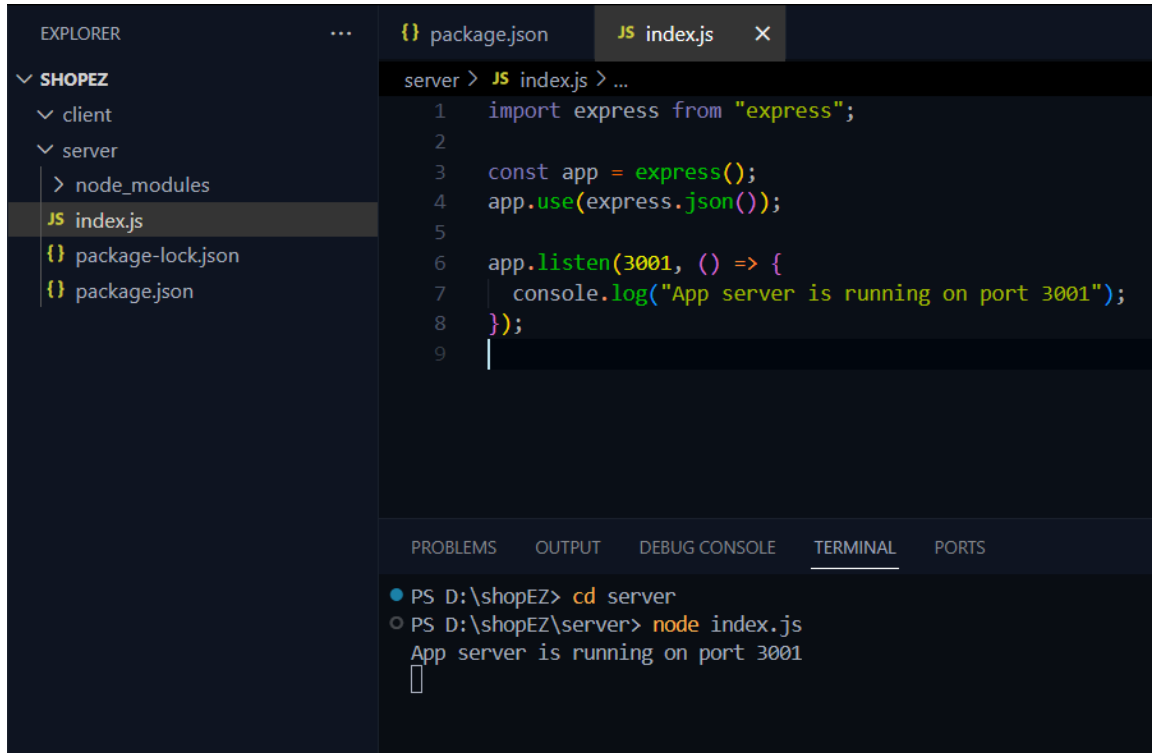 EXPLORER ...
SHOPEZ
client
server
node_modules
JS index.js
{} package-lock.json
{} package.json
{} package.json JS index.js ×
server > JS index.js > ...
1 import express from "express";
2
3 const app = express();
4 app.use(express.json());
5
6 app.listen(3001, () => {
7 console.log("App server is running on port 3001");
8 });
9
PROBLEMS OUTPUT DEBUG CONSOLE TERMINAL PORTS
PS D:\shopEZ> cd server
PS D:\shopEZ\server> node index.js
App server is running on port 3001